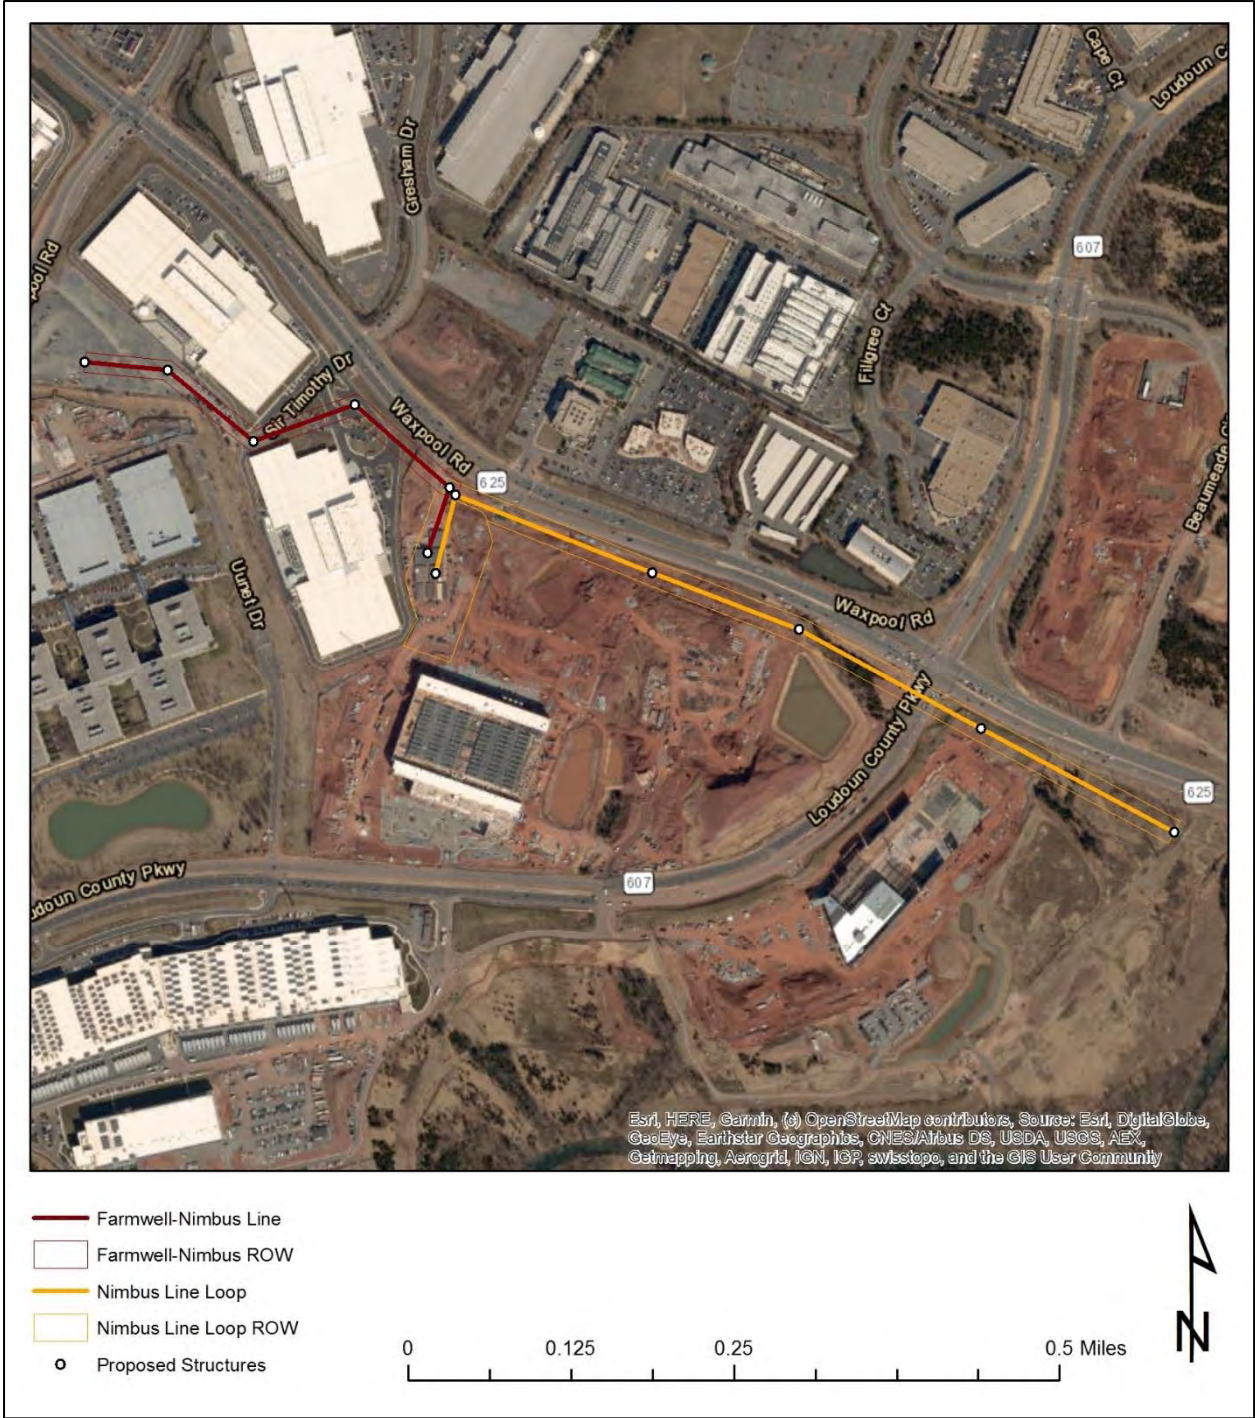 Cape Ct
Loudoun C
Gresham Dr
607
pool Rd
Filigree Ct
Sir Timothy Dr
Waxpool Rd
625
Beaumeade Ci
Unnet Dr
Waxpool Rd
Loudoun County Pkwy
625
607
udoun County Pkwy
Esri, HERE, Garmin, (c) OpenStreetMap contributors, Source: Esri, DigitalGlobe,
GeoEye, Earthstar Geographics, CNES/Airbus DS, USDA, USGS, AEX,
Getmapping, Aerogrid, IGN, IGP, swisstopo, and the GIS User Community
Farmwell-Nimbus Line
Farmwell-Nimbus ROW
Nimbus Line Loop
Nimbus Line Loop ROW
Proposed Structures
0 0.125 0.25 0.5 Miles
N